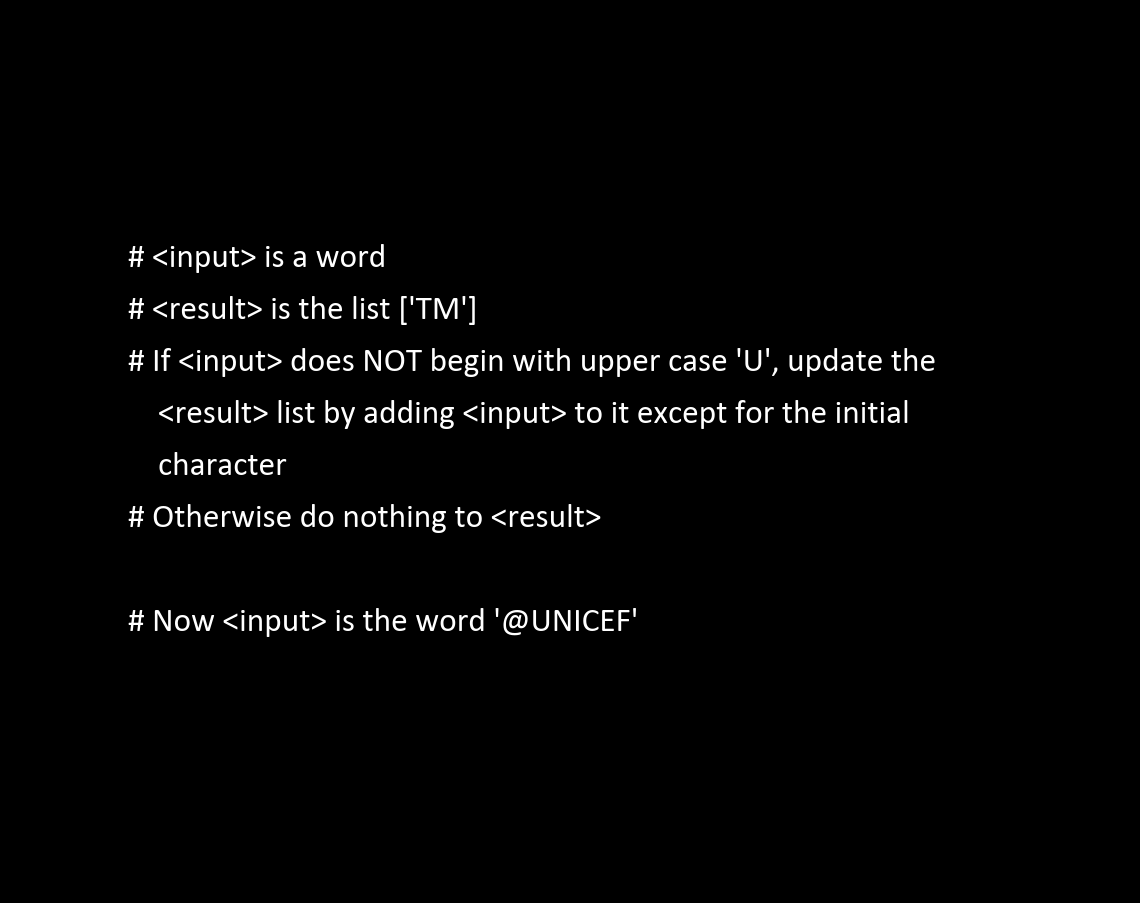 # <input> is a word
# <result> is the list ['TM']
# If <input> does NOT begin with upper case 'U', update the
<result> list by adding <input> to it except for the initial
character
# Otherwise do nothing to <result>
# Now <input> is the word '@UNICEF'